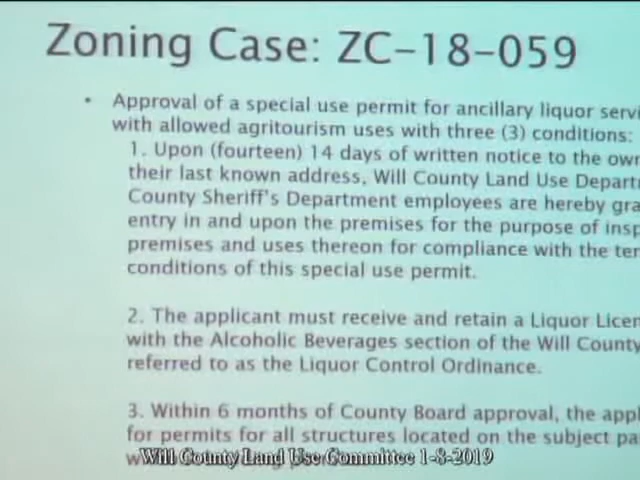 Zoning Case: ZC-18-059
• Approval of a special use permit for ancillary liquor servi
with allowed agritourism uses with three (3) conditions:
1. Upon (fourteen) 14 days of written notice to the own
their last known address, Will County Land Use Departm
County Sheriff's Department employees are hereby gra
entry in and upon the premises for the purpose of insp
premises and uses thereon for compliance with the ter
conditions of this special use permit.
2. The applicant must receive and retain a Liquor Licen
with the Alcoholic Beverages section of the Will County
referred to as the Liquor Control Ordinance.
3. Within 6 months of County Board approval, the appl
for permits for all structures located on the subject pa
Will County Land Use Committee 1-8-2019